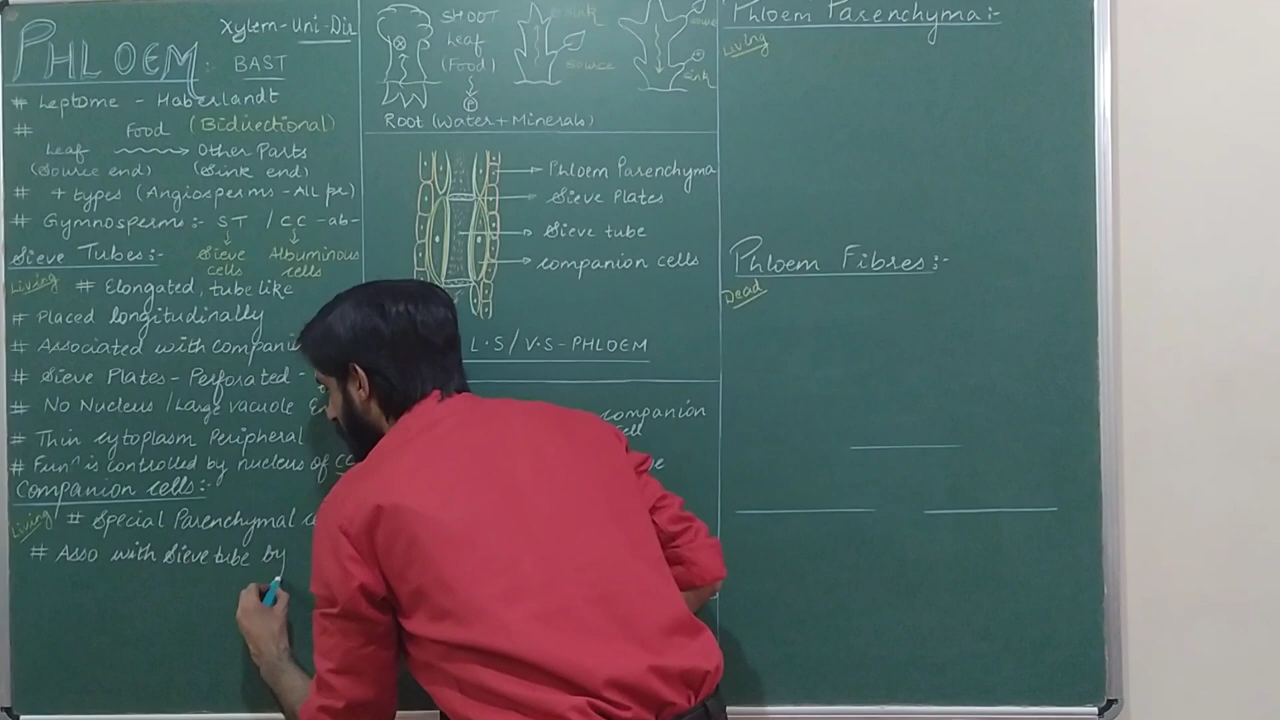 PHLOEM:-
Xylem-Uni-Dir
BAST
# Leptome - Haberlandt
# Food (Bidirectional)
Leaf → Other Parts
(Source end) (Sink end)
# 4 types (Angiosperms - All pr)
# Gymnosperms:- ST / CC -ab-
Sieve cells Albuminous cells
Sieve Tubes:-
Living # Elongated, tube like
# Placed longitudinally
# Associated with
# Sieve Plates - Perforated -
# No Nucleus / Large vacuole
# Thin cytoplasm Peripheral
# Funⁿ is controlled by nucleus of CC
Companion cells:-
Living # Special Parenchymal
# Asso with Sieve tube by
SHOOT
Leaf
(Food)
P
Root (Water + Minerals)
sink
source
sink
Phloem Parenchyma
Sieve Plates
Sieve tube
companion cells
L.S / V.S - PHLOEM
companion
cell
Phloem Parenchyma:-
Living
Phloem Fibres:-
Dead